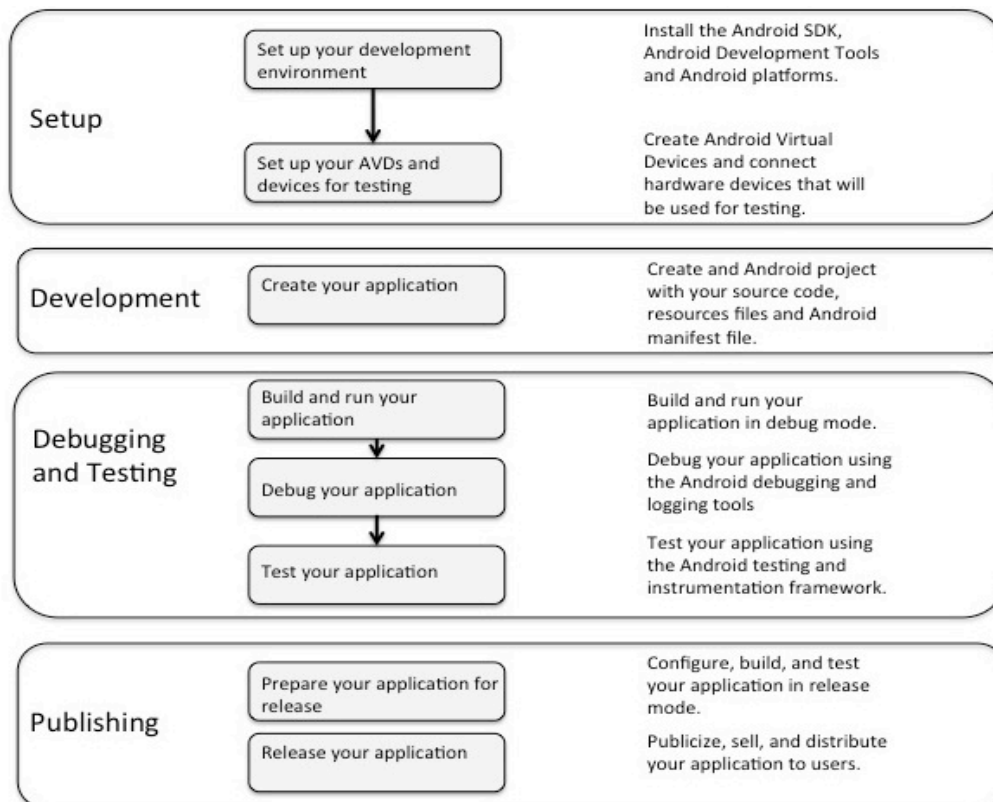 Setup
Set up your development
environment
Install the Android SDK,
Android Development Tools
and Android platforms.
Set up your AVDs and
devices for testing
Create Android Virtual
Devices and connect
hardware devices that will
be used for testing.
Development
Create your application
Create and Android project
with your source code,
resources files and Android
manifest file.
Debugging
and Testing
Build and run your
application
Build and run your
application in debug mode.
Debug your application
Debug your application using
the Android debugging and
logging tools
Test your application
Test your application using
the Android testing and
instrumentation framework.
Publishing
Prepare your application for
release
Configure, build, and test
your application in release
mode.
Release your application
Publicize, sell, and distribute
your application to users.